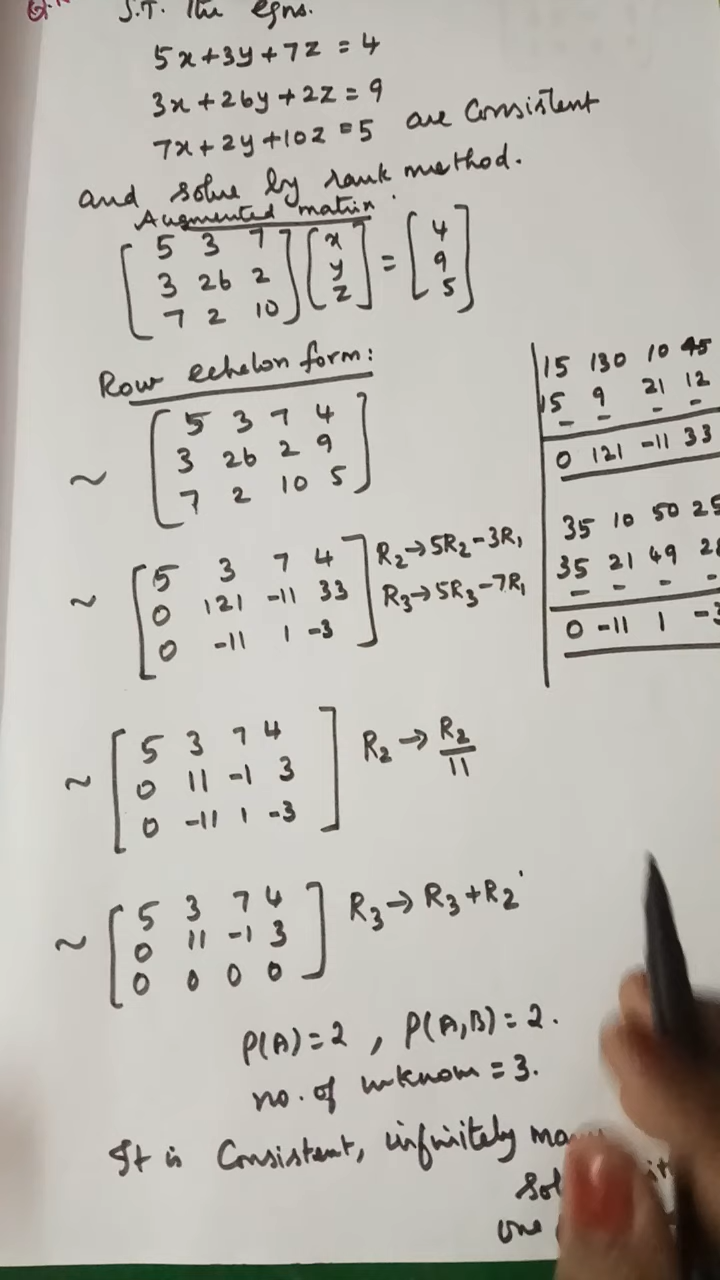 S.T. the eqns.
5x+3y+7z = 4
3x+26y+2z = 9
7x+2y+10z = 5 are consistent
and solve by rank method.
Augmented matrix:
[5 3 7] [x] = [4]
[3 26 2] [y] [9]
[7 2 10] [z] [5]
Row echelon form:
~ [5 3 7 4]
[3 26 2 9]
[7 2 10 5]
~ [5 3 7 4] R₂→5R₂-3R₁
[0 121 -11 33] R₃→5R₃-7R₁
[0 -11 1 -3]
~ [5 3 7 4] R₂→R₂/11
[0 11 -1 3]
[0 -11 1 -3]
~ [5 3 7 4] R₃→R₃+R₂
[0 11 -1 3]
[0 0 0 0]
ρ(A)=2, ρ(A,B)=2.
no. of unknown = 3.
It is consistent, infinitely
one
15 130 10 45
15 9 21 12
- - - -
0 121 -11 33
35 10 50 25
35 21 49
- - - -
0 -11 1